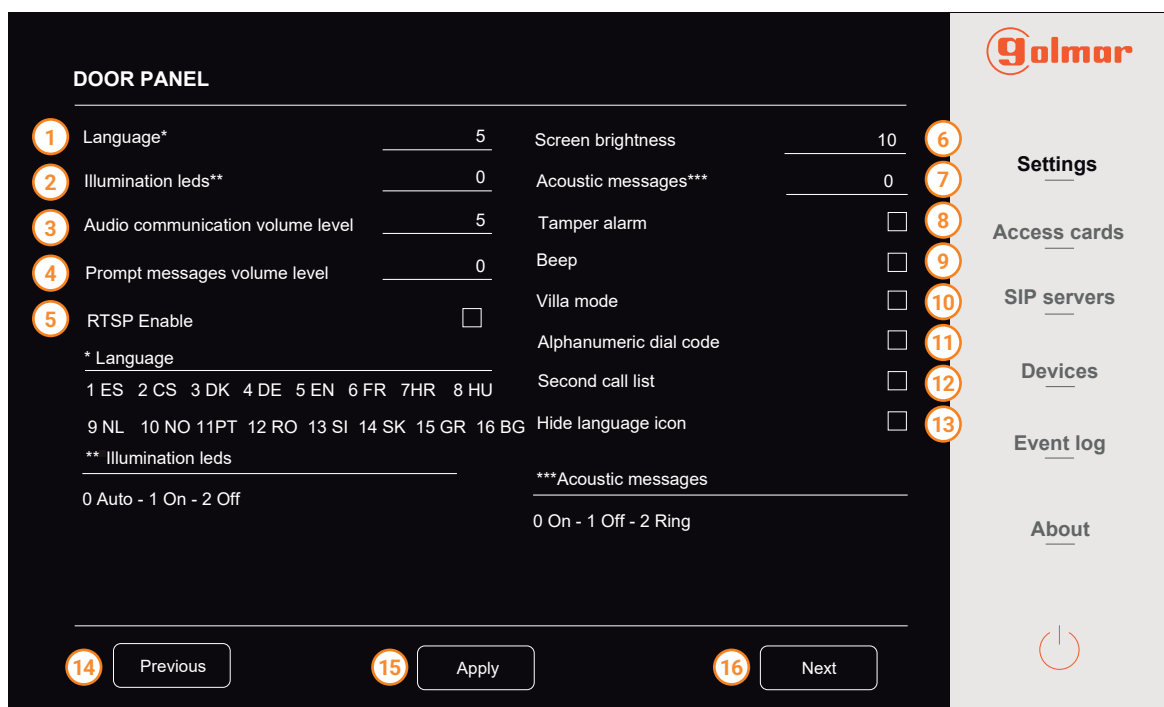 golmar
DOOR PANEL
1 Language* 5
2 Illumination leds** 0
3 Audio communication volume level 5
4 Prompt messages volume level 0
5 RTSP Enable
* Language
1 ES 2 CS 3 DK 4 DE 5 EN 6 FR 7HR 8 HU
9 NL 10 NO 11PT 12 RO 13 SI 14 SK 15 GR 16 BG
** Illumination leds
0 Auto - 1 On - 2 Off
Screen brightness 10 6
Acoustic messages*** 0 7
Tamper alarm 8
Beep 9
Villa mode 10
Alphanumeric dial code 11
Second call list 12
Hide language icon 13
***Acoustic messages
0 On - 1 Off - 2 Ring
14 Previous
15 Apply
16 Next
Settings
Access cards
SIP servers
Devices
Event log
About